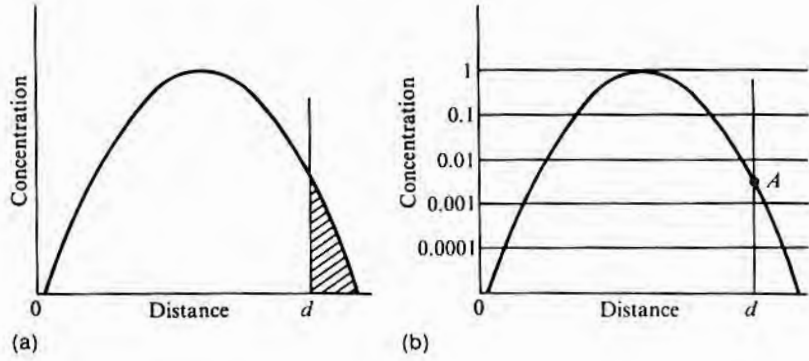 Concentration
0
Distance
d
(a)
Concentration
1
0.1
0.01
0.001
0.0001
A
0
Distance
d
(b)